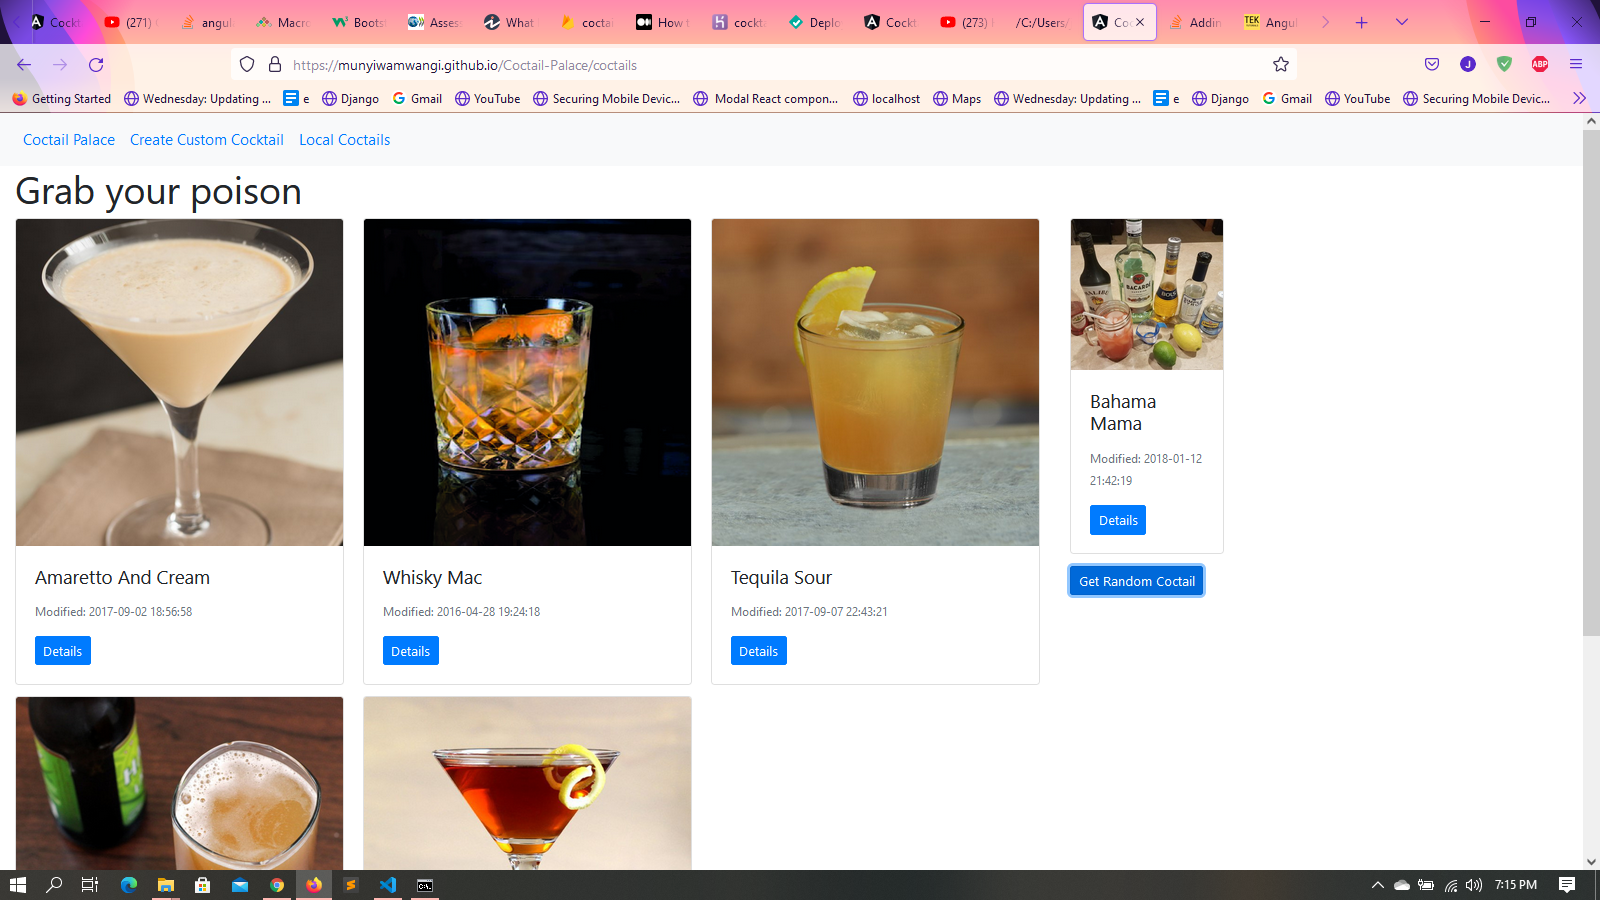 Cockt
(271)
angul
Macro
Boots
Asses
What
coctai
How t
cockta
Deplo
Cockt
(273)
/C:/Users/
Coc
Addin
Angul
https://munyiwamwangi.github.io/Coctail-Palace/coctails
Getting Started
Wednesday: Updating ...
e
Django
Gmail
YouTube
Securing Mobile Devic...
Modal React compon...
localhost
Maps
Wednesday: Updating ...
e
Django
Gmail
YouTube
Securing Mobile Devic...
Coctail Palace
Create Custom Cocktail
Local Coctails
Grab your poison
Amaretto And Cream
Modified: 2017-09-02 18:56:58
Details
Whisky Mac
Modified: 2016-04-28 19:24:18
Details
Tequila Sour
Modified: 2017-09-07 22:43:21
Details
BACARDI
Bahama
Mama
Modified: 2018-01-12
21:42:19
Details
Get Random Coctail
7:15 PM